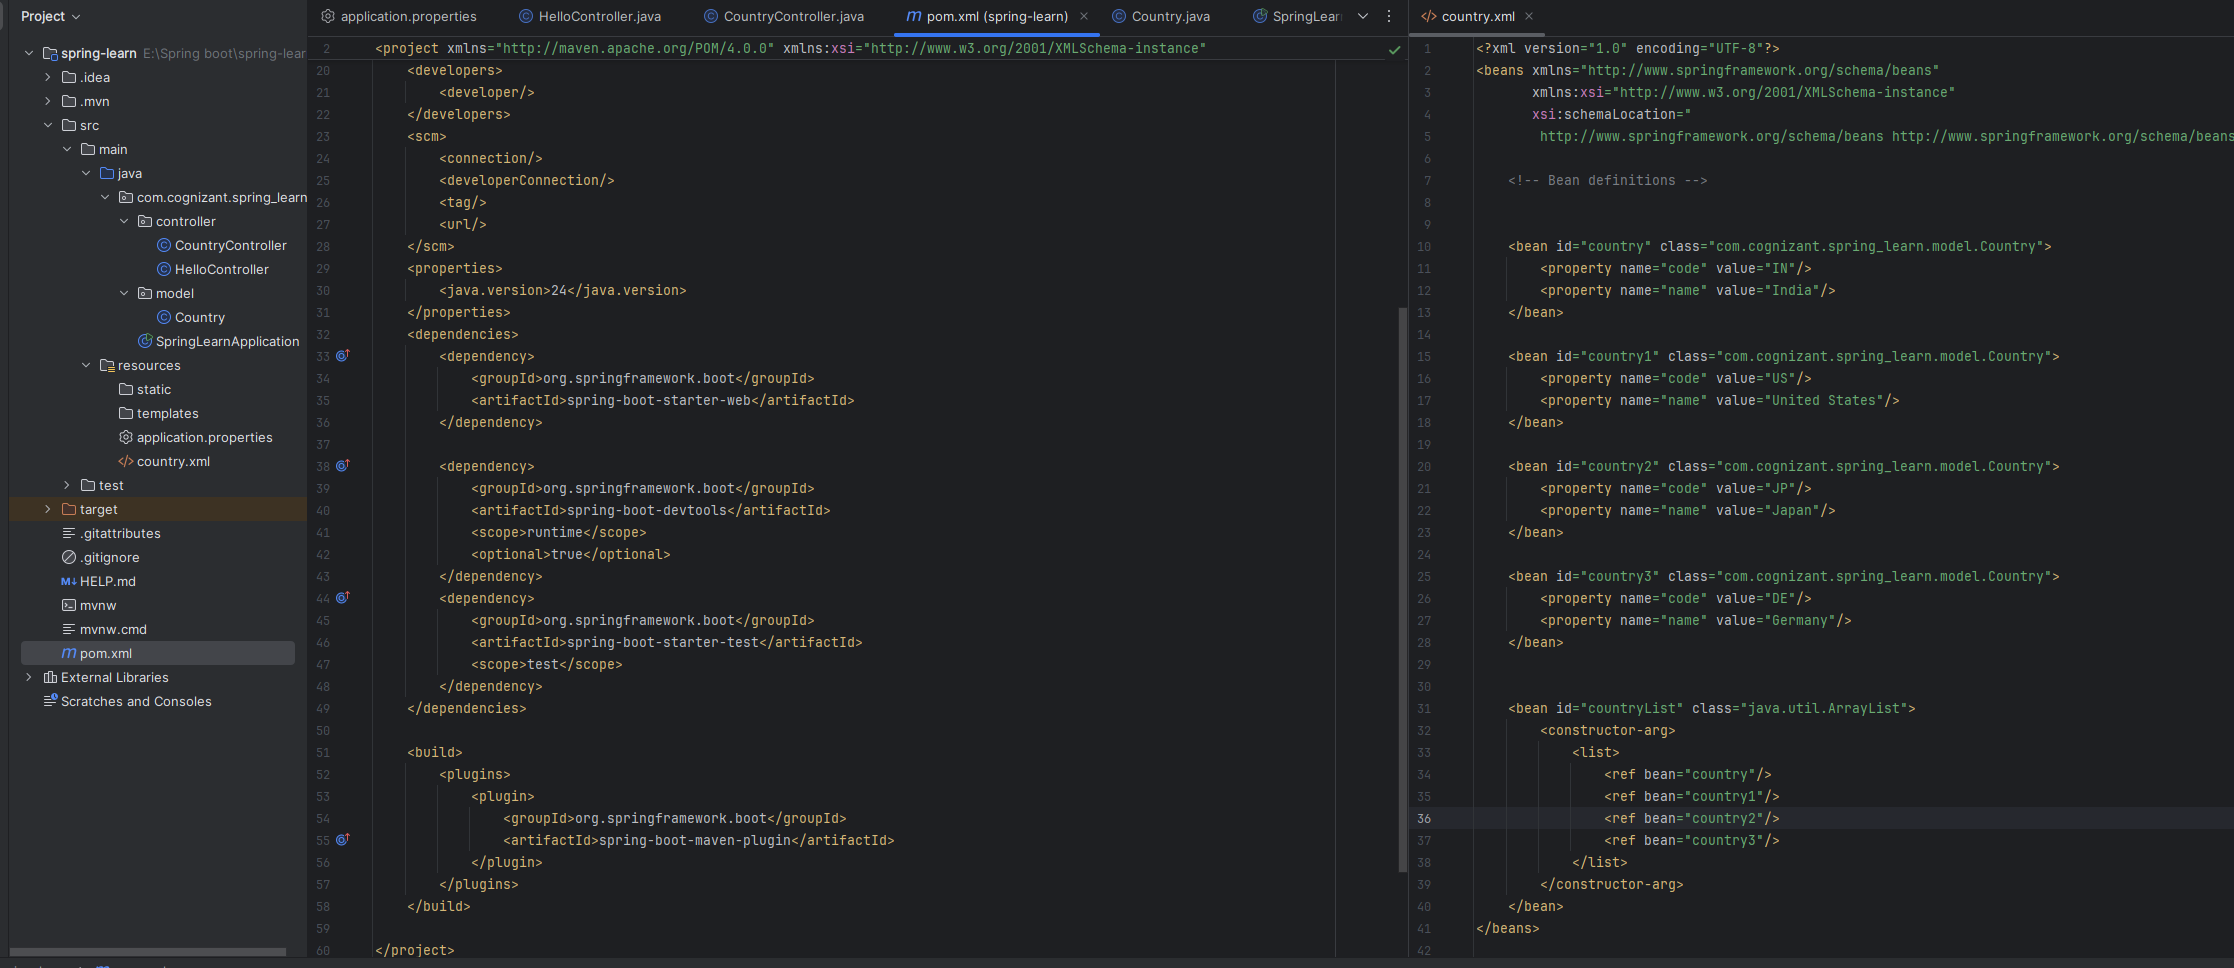 Project
spring-learn E:\Spring boot\spring-lear
.idea
.mvn
src
main
java
com.cognizant.spring_learn
controller
CountryController
HelloController
model
Country
SpringLearnApplication
resources
static
templates
application.properties
country.xml
test
target
.gitattributes
.gitignore
HELP.md
mvnw
mvnw.cmd
pom.xml
External Libraries
Scratches and Consoles
application.properties HelloController.java CountryController.java pom.xml (spring-learn) Country.java SpringLear
2 <project xmlns="http://maven.apache.org/POM/4.0.0" xmlns:xsi="http://www.w3.org/2001/XMLSchema-instance"
20 <developers>
21 <developer/>
22 </developers>
23 <scm>
24 <connection/>
25 <developerConnection/>
26 <tag/>
27 <url/>
28 </scm>
29 <properties>
30 <java.version>24</java.version>
31 </properties>
32 <dependencies>
33 <dependency>
34 <groupId>org.springframework.boot</groupId>
35 <artifactId>spring-boot-starter-web</artifactId>
36 </dependency>
37
38 <dependency>
39 <groupId>org.springframework.boot</groupId>
40 <artifactId>spring-boot-devtools</artifactId>
41 <scope>runtime</scope>
42 <optional>true</optional>
43 </dependency>
44 <dependency>
45 <groupId>org.springframework.boot</groupId>
46 <artifactId>spring-boot-starter-test</artifactId>
47 <scope>test</scope>
48 </dependency>
49 </dependencies>
50
51 <build>
52 <plugins>
53 <plugin>
54 <groupId>org.springframework.boot</groupId>
55 <artifactId>spring-boot-maven-plugin</artifactId>
56 </plugin>
57 </plugins>
58 </build>
59
60 </project>
country.xml
1 <?xml version="1.0" encoding="UTF-8"?>
2 <beans xmlns="http://www.springframework.org/schema/beans"
3 xmlns:xsi="http://www.w3.org/2001/XMLSchema-instance"
4 xsi:schemaLocation="
5 http://www.springframework.org/schema/beans http://www.springframework.org/schema/beans
6
7 <!-- Bean definitions -->
8
9
10 <bean id="country" class="com.cognizant.spring_learn.model.Country">
11 <property name="code" value="IN"/>
12 <property name="name" value="India"/>
13 </bean>
14
15 <bean id="country1" class="com.cognizant.spring_learn.model.Country">
16 <property name="code" value="US"/>
17 <property name="name" value="United States"/>
18 </bean>
19
20 <bean id="country2" class="com.cognizant.spring_learn.model.Country">
21 <property name="code" value="JP"/>
22 <property name="name" value="Japan"/>
23 </bean>
24
25 <bean id="country3" class="com.cognizant.spring_learn.model.Country">
26 <property name="code" value="DE"/>
27 <property name="name" value="Germany"/>
28 </bean>
29
30
31 <bean id="countryList" class="java.util.ArrayList">
32 <constructor-arg>
33 <list>
34 <ref bean="country"/>
35 <ref bean="country1"/>
36 <ref bean="country2"/>
37 <ref bean="country3"/>
38 </list>
39 </constructor-arg>
40 </bean>
41 </beans>
42